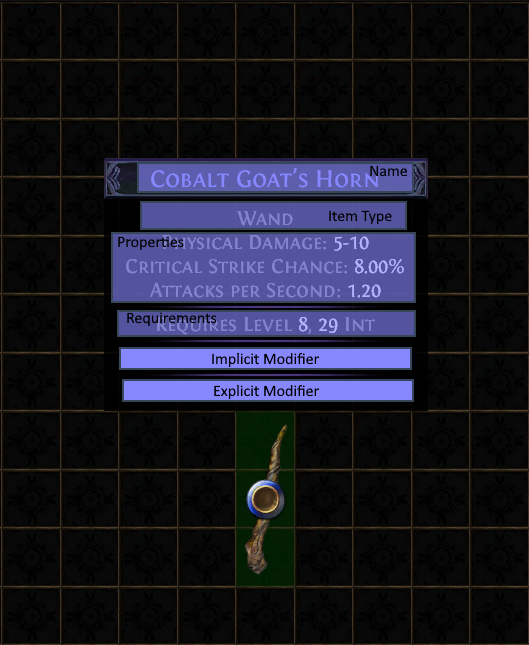 COBALT GOAT'S HORN Name
WAND Item Type
Properties PHYSICAL DAMAGE: 5-10
CRITICAL STRIKE CHANCE: 8.00%
ATTACKS PER SECOND: 1.20
Requirements REQUIRES LEVEL 8, 29 INT
Implicit Modifier
Explicit Modifier